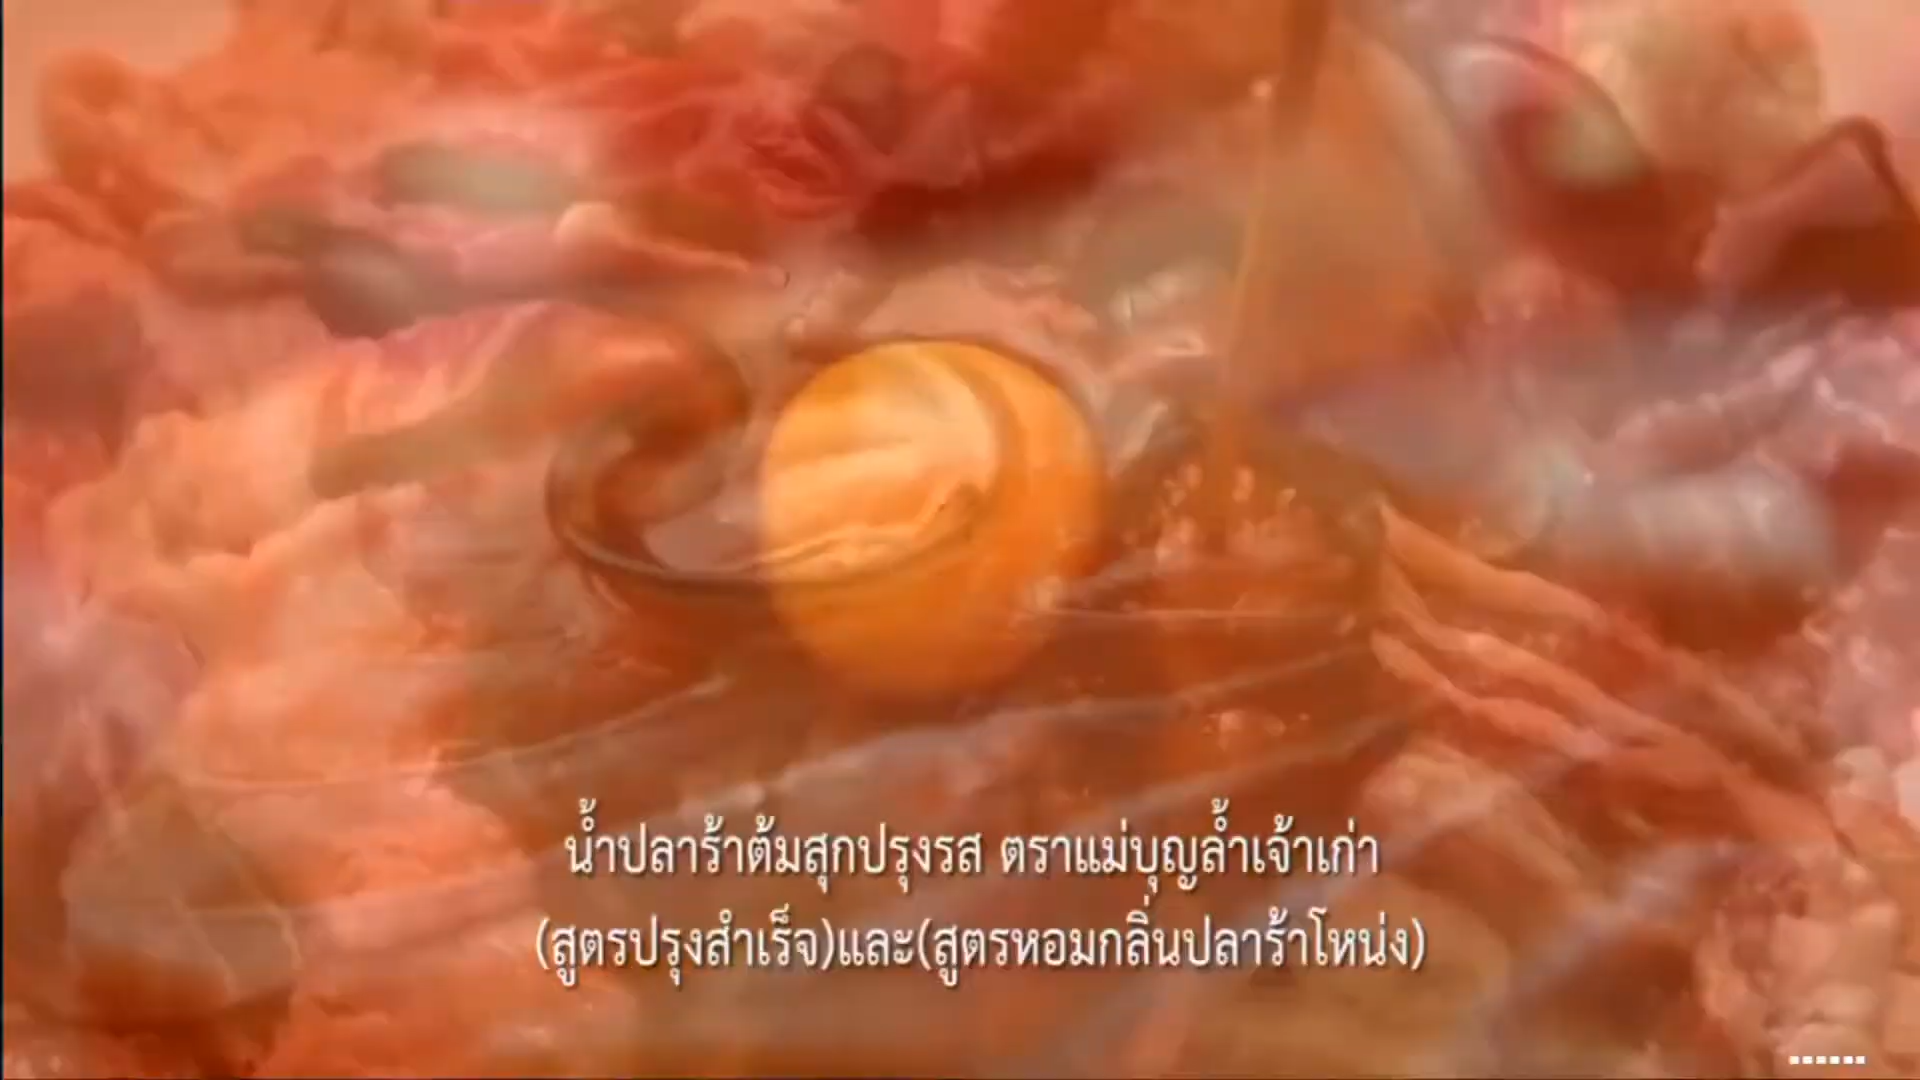 น้ำปลาร้าต้มสุกปรุงรส ตราแม่บุญล้ำเจ้าเก่า
(สูตรปรุงสำเร็จ)และ(สูตรหอมกลิ่นปลาร้าโหน่ง)